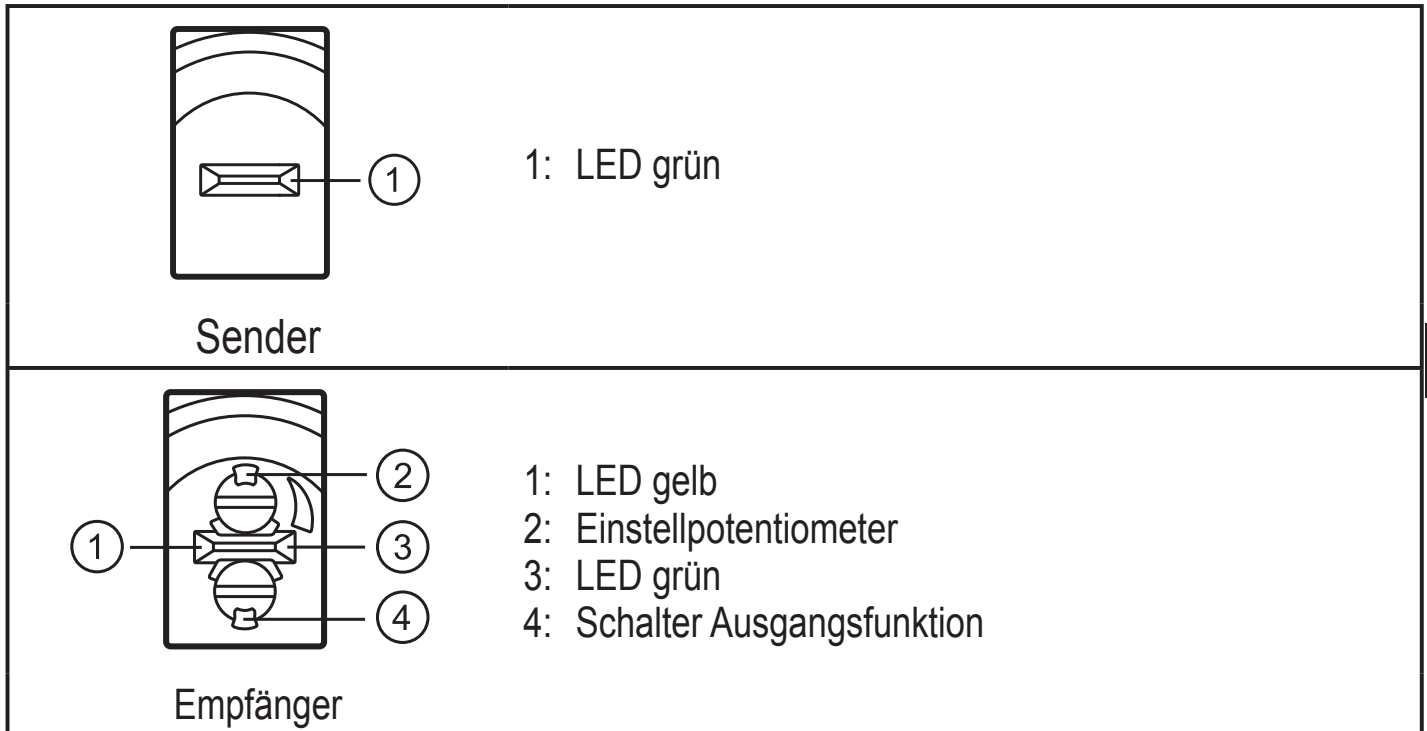 1
1: LED grün
Sender
2
1
3
4
1: LED gelb
2: Einstellpotentiometer
3: LED grün
4: Schalter Ausgangsfunktion
Empfänger